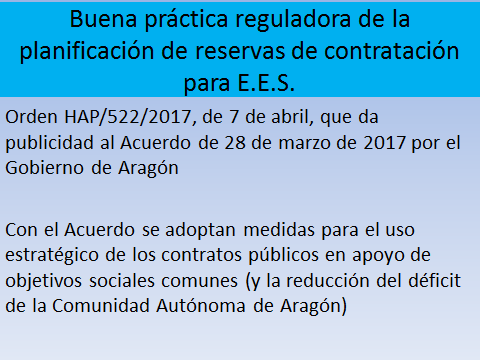 Buena práctica reguladora de la
planificación de reservas de contratación
para E.E.S.
Orden HAP/522/2017, de 7 de abril, que da
publicidad al Acuerdo de 28 de marzo de 2017 por el
Gobierno de Aragón
Con el Acuerdo se adoptan medidas para el uso
estratégico de los contratos públicos en apoyo de
objetivos sociales comunes (y la reducción del déficit
de la Comunidad Autónoma de Aragón)